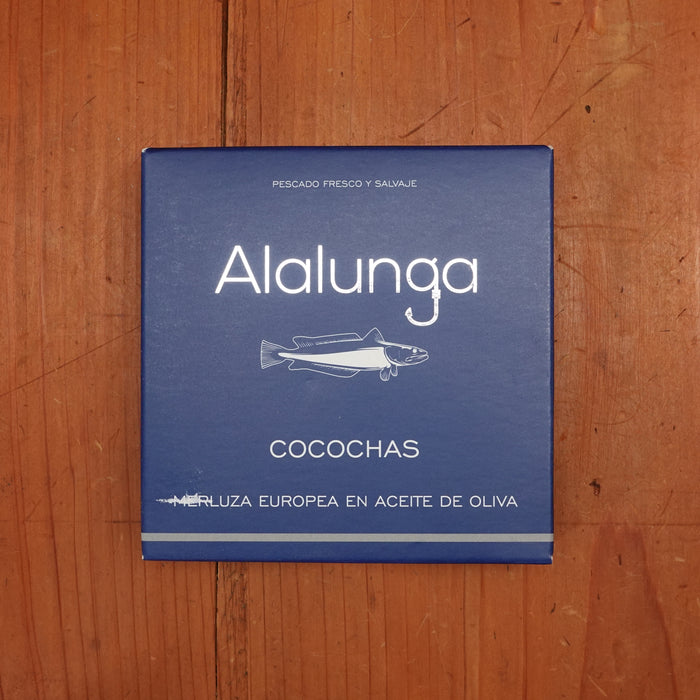 PESCADO FRESCO Y SALVAJE
Alalunga
COCOCHAS
MERLUZA EUROPEA EN ACEITE DE OLIVA